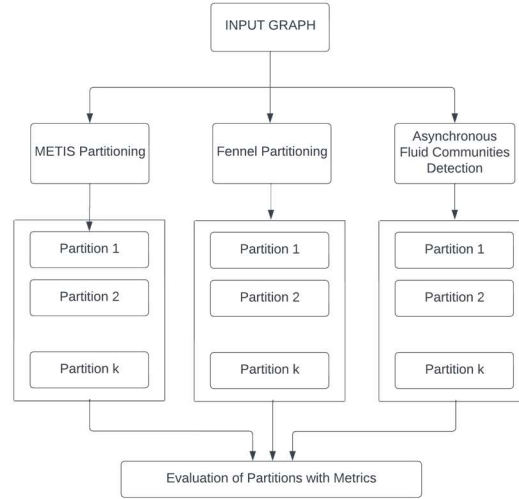 INPUT GRAPH
METIS Partitioning
Fennel Partitioning
Asynchronous
Fluid Communities
Detection
Partition 1
Partition 2
Partition k
Partition 1
Partition 2
Partition k
Partition 1
Partition 2
Partition k
Evaluation of Partitions with Metrics